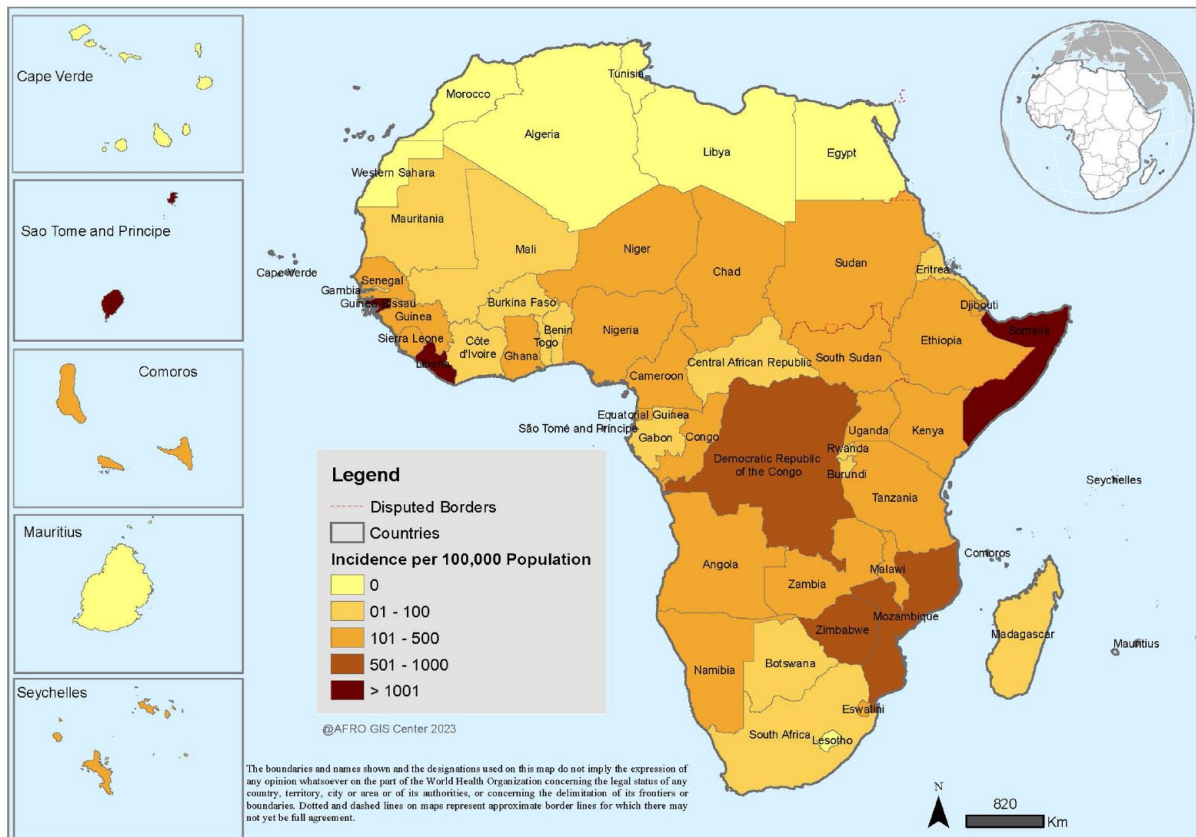 Cape Verde
Sao Tome and Principe
Comoros
Mauritius
Seychelles
Tunisia
Morocco
Algeria
Libya
Egypt
Western Sahara
Mauritania
Mali
Niger
Chad
Sudan
Eritrea
Cape Verde
Senegal
Gambia
Guinea-Bissau
Guinea
Burkina Faso
Djibouti
Somalia
Sierra Leone
Liberia
Côte
d'Ivoire
Ghana
Benin
Togo
Nigeria
Ethiopia
Central African Republic
South Sudan
Cameroon
Equatorial Guinea
São Tomé and Príncipe
Gabon
Congo
Uganda
Kenya
Rwanda
Burundi
Democratic Republic
of the Congo
Tanzania
Seychelles
Comoros
Angola
Zambia
Malawi
Mozambique
Zimbabwe
Madagascar
Mauritius
Namibia
Botswana
Eswatini
South Africa
Lesotho
Legend
Disputed Borders
Countries
Incidence per 100,000 Population
0
01 - 100
101 - 500
501 - 1000
> 1001
@AFRO GIS Center 2023
The boundaries and names shown and the designations used on this map do not imply the expression of
any opinion whatsoever on the part of the World Health Organization concerning the legal status of any
country, territory, city or area or of its authorities, or concerning the delimitation of its frontiers or
boundaries. Dotted and dashed lines on maps represent approximate border lines for which there may
not yet be full agreement.
N
820
Km